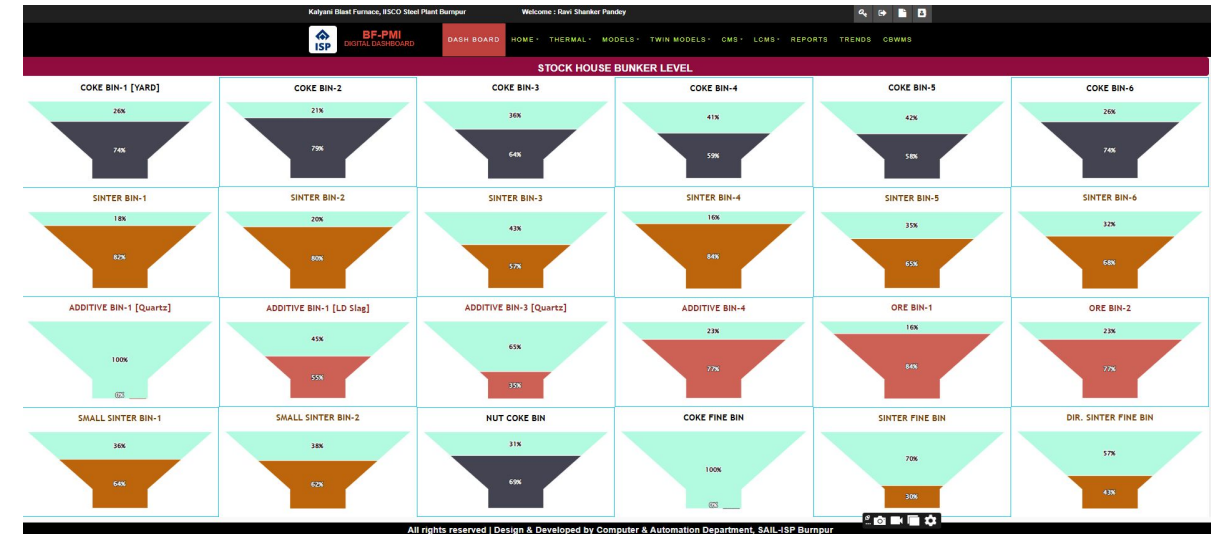 Kalyani Blast Furnace, IISCO Steel Plant Burnpur Welcome : Ravi Shanker Pandey
ISP BF-PMI DIGITAL DASHBOARD DASH BOARD HOME THERMAL MODELS TWIN MODELS CMS LCMS REPORTS TRENDS CBWMS
STOCK HOUSE BUNKER LEVEL
COKE BIN-1 [YARD] COKE BIN-2 COKE BIN-3 COKE BIN-4 COKE BIN-5 COKE BIN-6
26% 21% 36% 41% 42% 26%
74% 79% 64% 59% 58% 74%
SINTER BIN-1 SINTER BIN-2 SINTER BIN-3 SINTER BIN-4 SINTER BIN-5 SINTER BIN-6
18% 20% 43% 16% 35% 32%
82% 80% 57% 84% 65% 68%
ADDITIVE BIN-1 [Quartz] ADDITIVE BIN-1 [LD Slag] ADDITIVE BIN-3 [Quartz] ADDITIVE BIN-4 ORE BIN-1 ORE BIN-2
100% 45% 65% 23% 16% 23%
0% 55% 35% 77% 84% 77%
SMALL SINTER BIN-1 SMALL SINTER BIN-2 NUT COKE BIN COKE FINE BIN SINTER FINE BIN DIR. SINTER FINE BIN
36% 38% 31% 100% 70% 57%
64% 62% 69% 0% 30% 43%
All rights reserved | Design & Developed by Computer & Automation Department, SAIL-ISP Burnpur